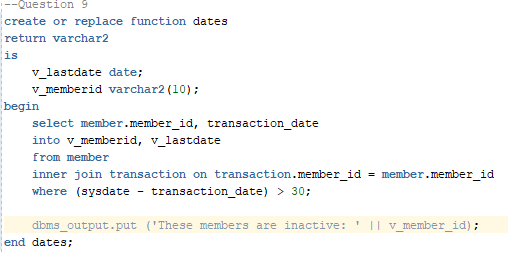 --Question 9
create or replace function dates
return varchar2
is
    v_lastdate date;
    v_memberid varchar2(10);
begin
    select member.member_id, transaction_date
    into v_memberid, v_lastdate
    from member
    inner join transaction on transaction.member_id = member.member_id
    where (sysdate - transaction_date) > 30;

    dbms_output.put ('These members are inactive: ' || v_member_id);
end dates;